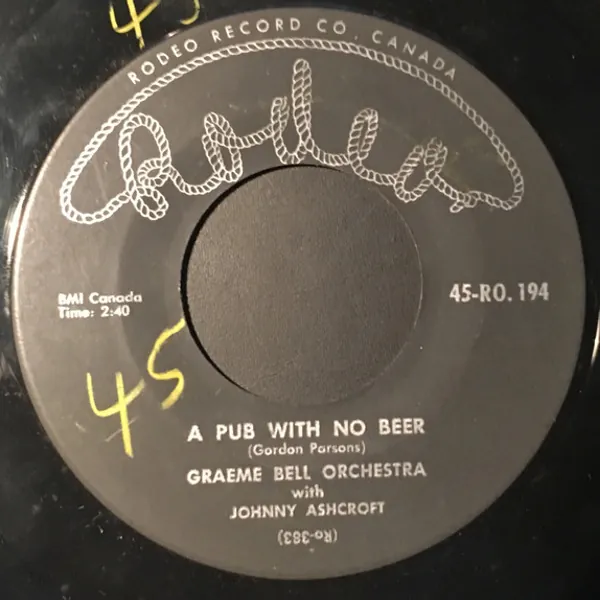 45
RODEO RECORD CO. CANADA
Rodeo
BMI Canada
Time: 2:40
45-RO. 194
45
A PUB WITH NO BEER
(Gordon Parsons)
GRAEME BELL ORCHESTRA
with
JOHNNY ASHCROFT
(Ro-383)